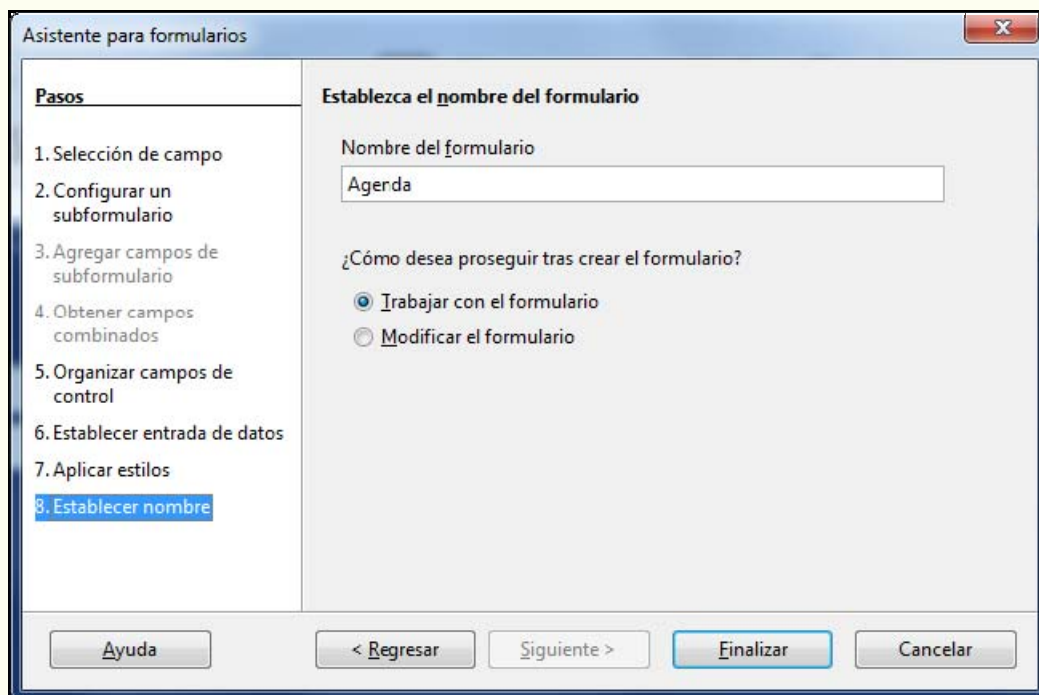 Asistente para formularios
Pasos
1. Selección de campo
2. Configurar un
subformulario
3. Agregar campos de
subformulario
4. Obtener campos
combinados
5. Organizar campos de
control
6. Establecer entrada de datos
7. Aplicar estilos
8. Establecer nombre
Establezca el nombre del formulario
Nombre del formulario
Agenda
¿Cómo desea proseguir tras crear el formulario?
Trabajar con el formulario
Modificar el formulario
Ayuda
< Regresar
Siguiente >
Finalizar
Cancelar